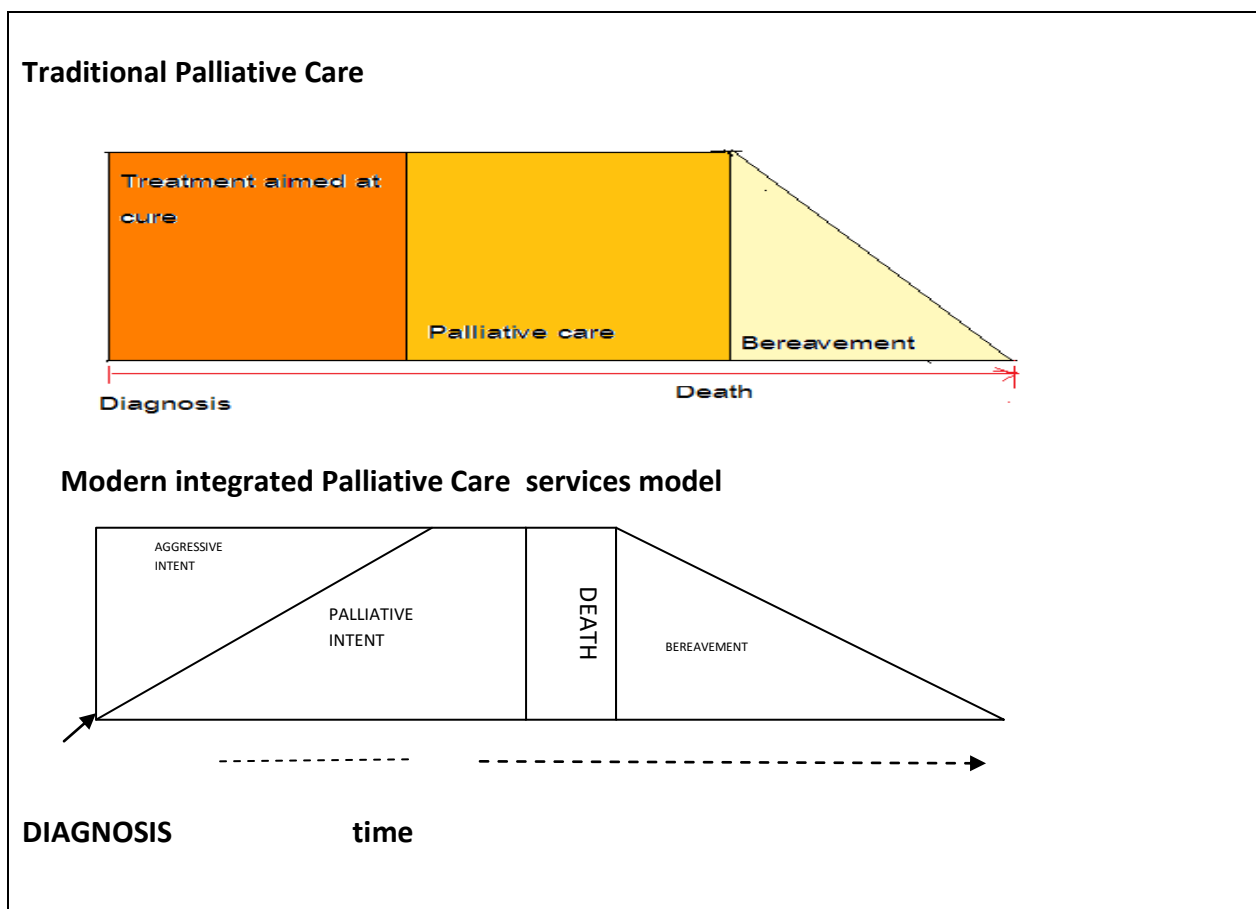 Traditional Palliative Care
Treatment aimed at
cure
Palliative care
Bereavement
Diagnosis
Death
Modern integrated Palliative Care services model
AGGRESSIVE
INTENT
PALLIATIVE
INTENT
DEATH
BEREAVEMENT
DIAGNOSIS time